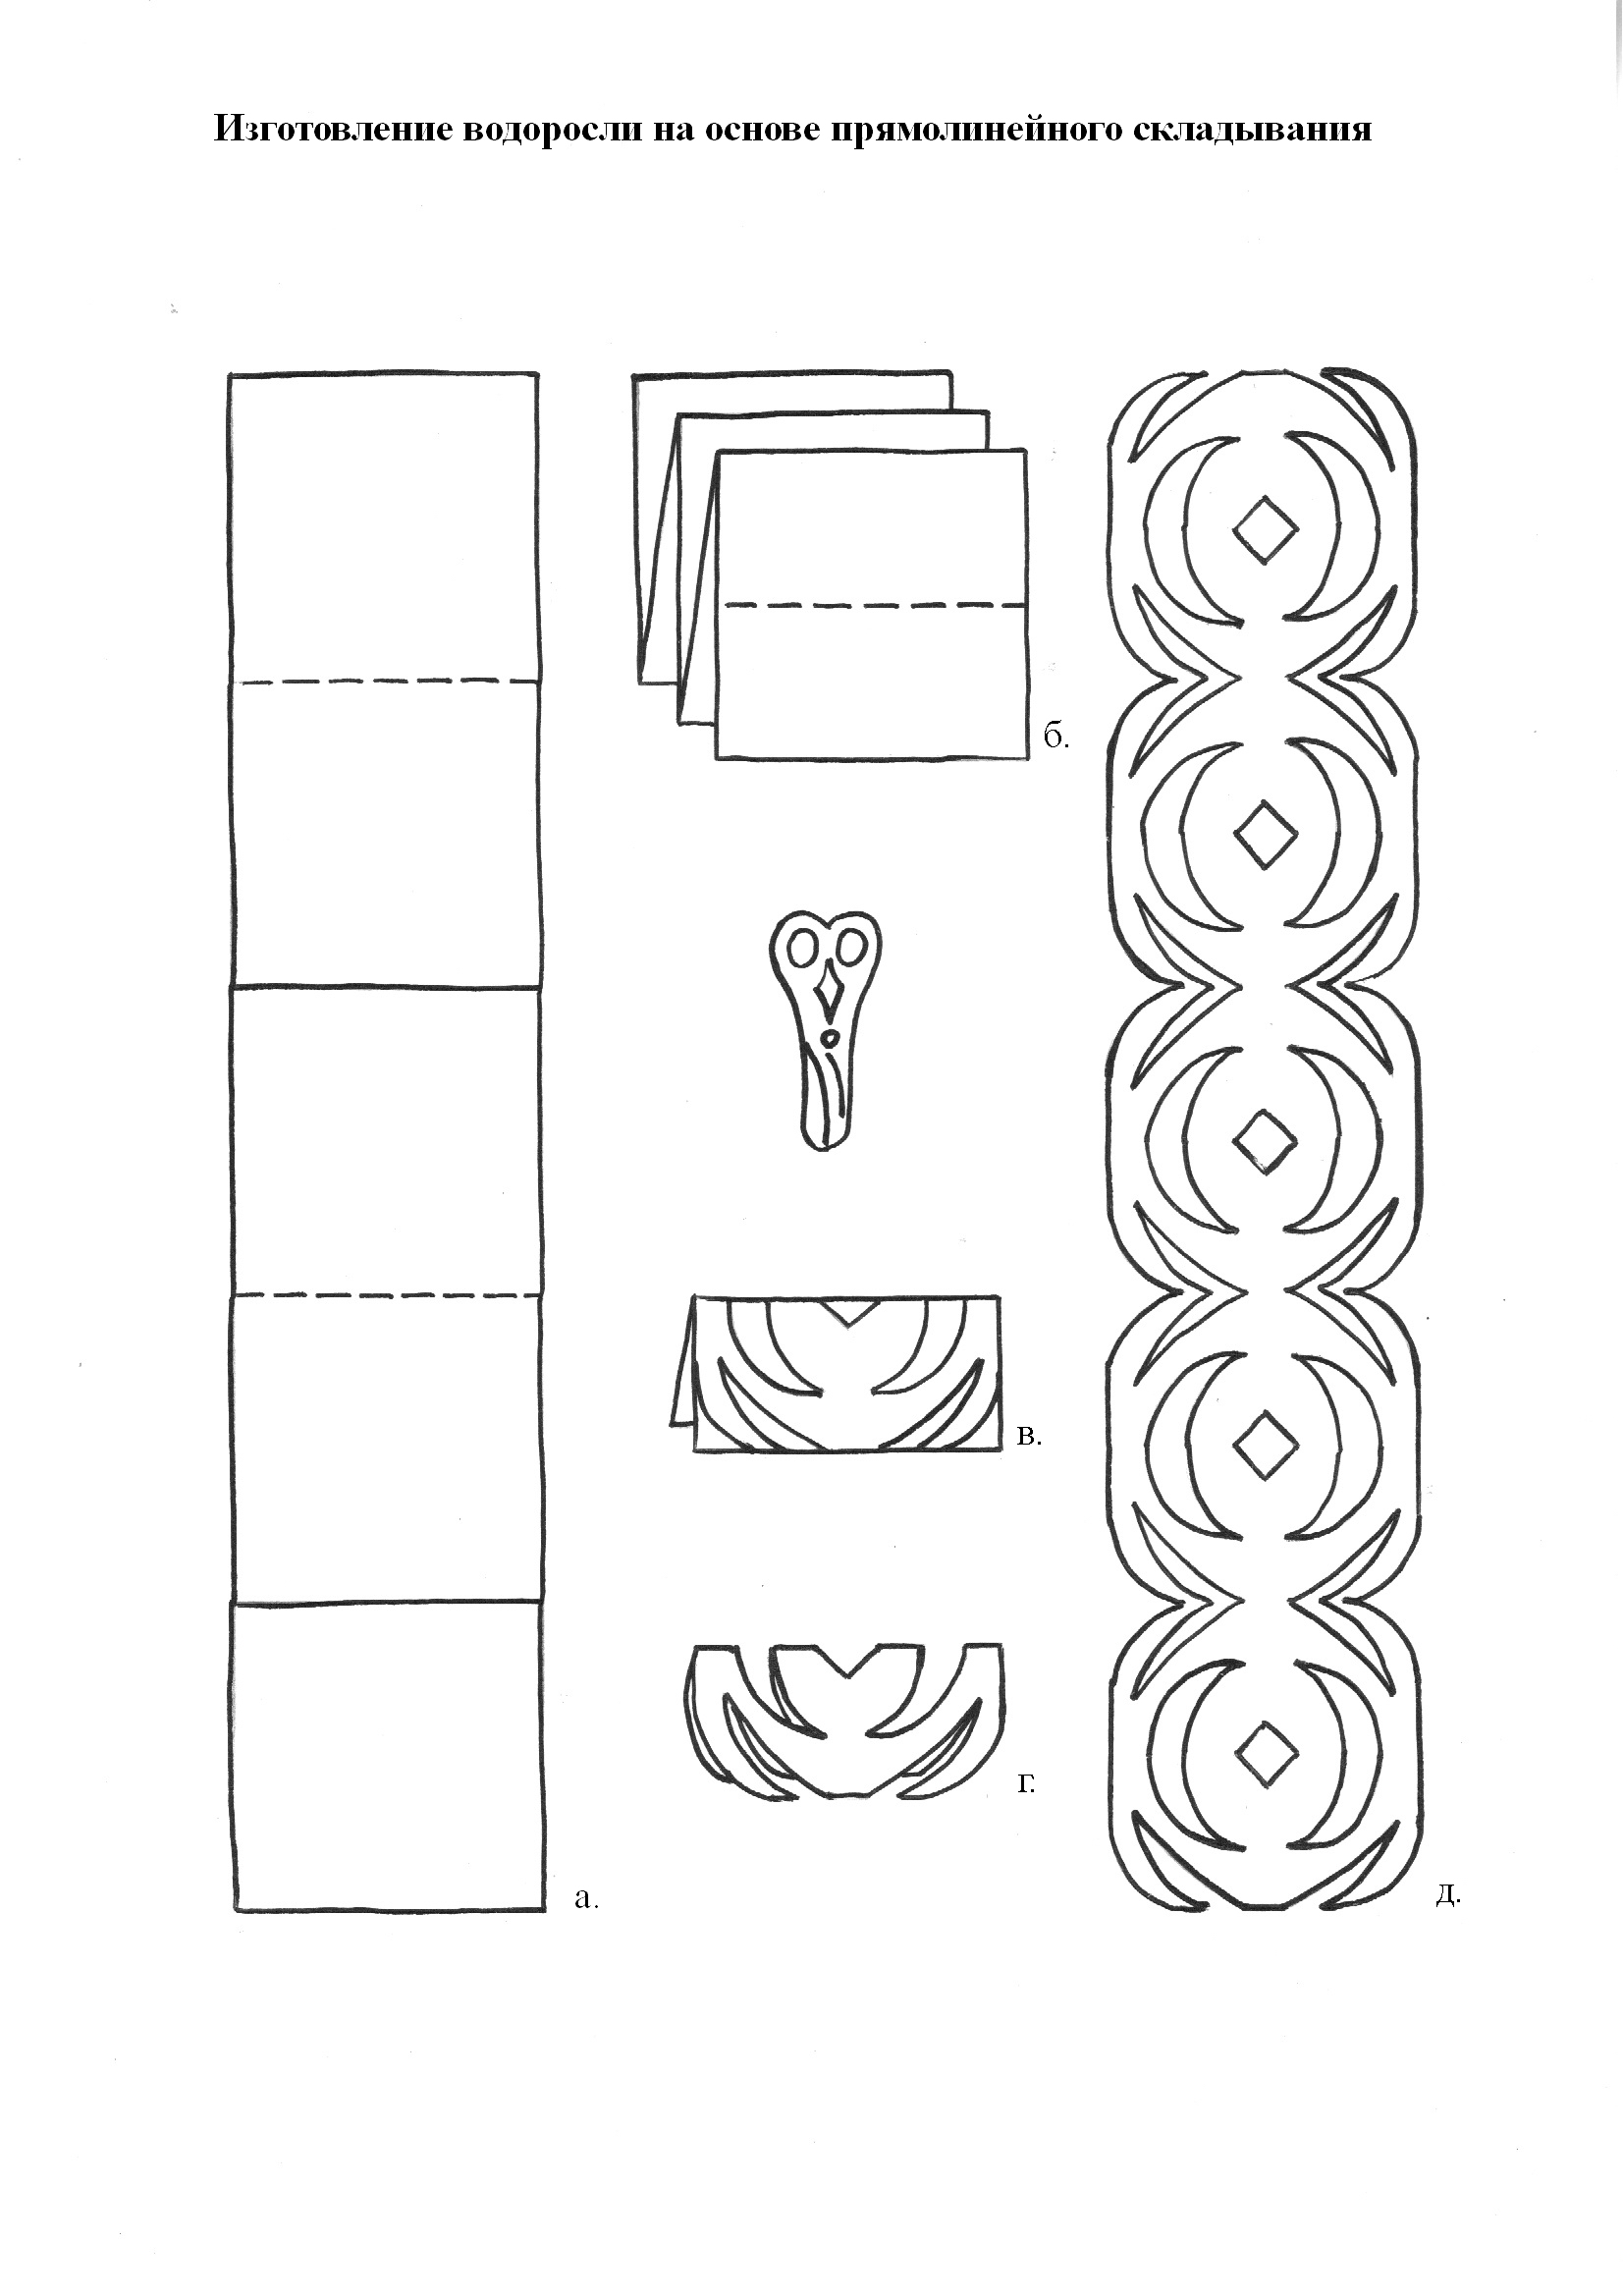 Изготовление водоросли на основе прямолинейного складывания
б.
в.
г.
а.
д.